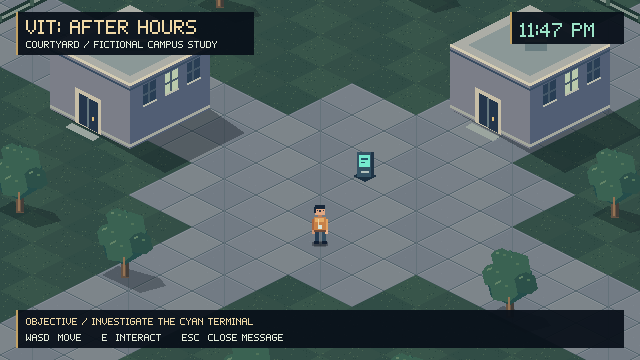 VIT: AFTER HOURS
COURTYARD / FICTIONAL CAMPUS STUDY
11:47 PM
OBJECTIVE / INVESTIGATE THE CYAN TERMINAL
WASD MOVE E INTERACT ESC CLOSE MESSAGE